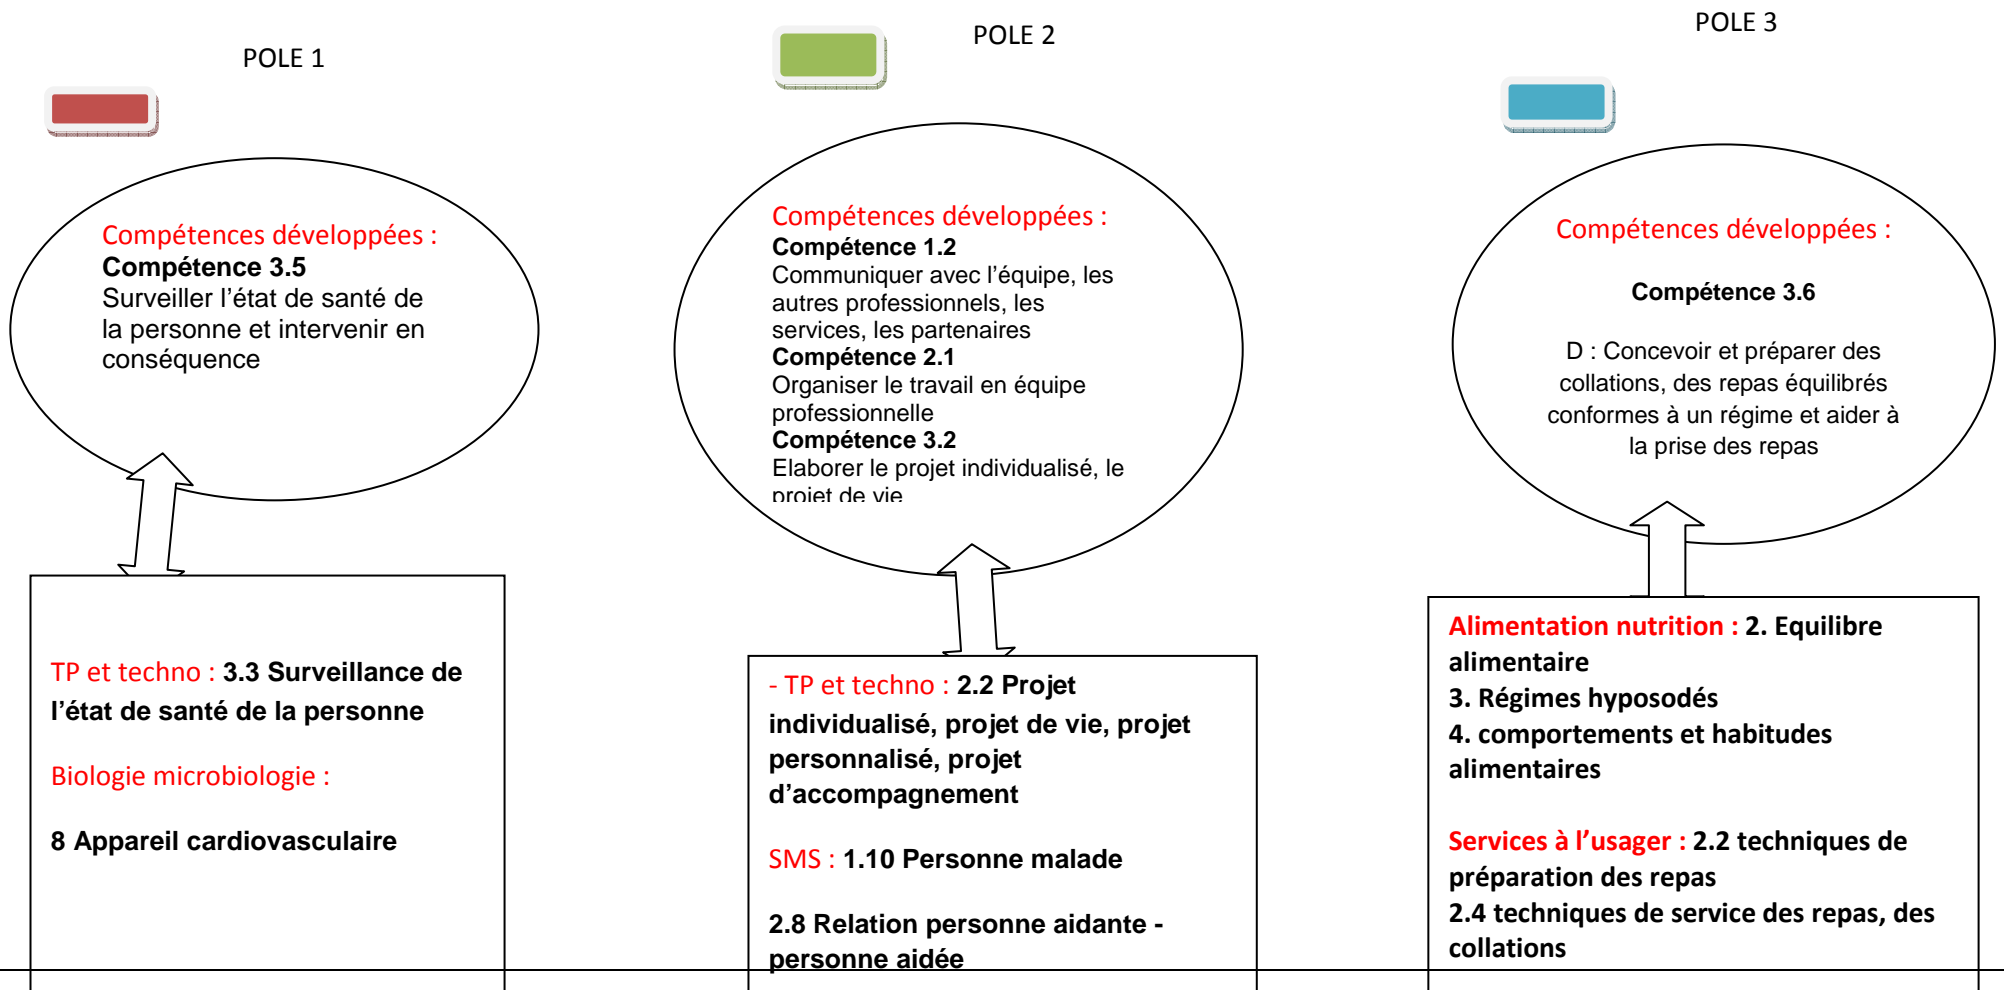 POLE 1
Compétences développées :
Compétence 3.5
Surveiller l’état de santé de
la personne et intervenir en
conséquence
TP et techno : 3.3 Surveillance de
l’état de santé de la personne
Biologie microbiologie :
8 Appareil cardiovasculaire
POLE 2
Compétences développées :
Compétence 1.2
Communiquer avec l’équipe, les
autres professionnels, les
services, les partenaires
Compétence 2.1
Organiser le travail en équipe
professionnelle
Compétence 3.2
Elaborer le projet individualisé, le
projet de vie
- TP et techno : 2.2 Projet
individualisé, projet de vie, projet
personnalisé, projet
d’accompagnement
SMS : 1.10 Personne malade
2.8 Relation personne aidante -
personne aidée
POLE 3
Compétences développées :
Compétence 3.6
D : Concevoir et préparer des
collations, des repas équilibrés
conformes à un régime et aider à
la prise des repas
Alimentation nutrition : 2. Equilibre
alimentaire
3. Régimes hyposodés
4. comportements et habitudes
alimentaires
Services à l’usager : 2.2 techniques de
préparation des repas
2.4 techniques de service des repas, des
collations